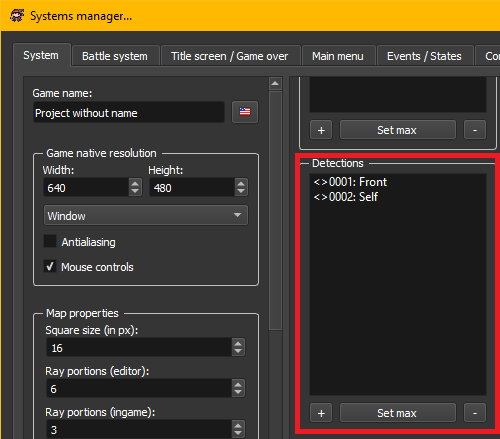 Systems manager...
System
Battle system
Title screen / Game over
Main menu
Events / States
Game name:
Project without name
Game native resolution
Width:
Height:
640
480
Window
Antialiasing
Mouse controls
Map properties
Square size (in px):
16
Ray portions (editor):
6
Ray portions (ingame):
3
+
Set max
-
Detections
<>0001: Front
<>0002: Self
+
Set max
-